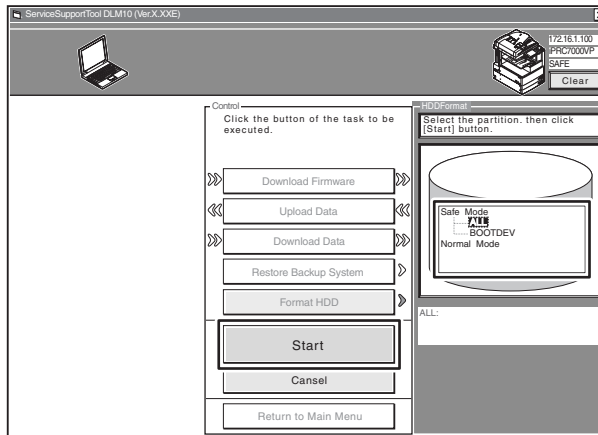 ServiceSupportTool DLM10 (Ver.X.XXE)
172.16.1.100
iPRC7000VP
SAFE
Clear
Control
Click the button of the task to be
executed.
Download Firmware
Upload Data
Download Data
Restore Backup System
Format HDD
Start
Cansel
Return to Main Menu
HDDFormat
Select the partition. then click
[Start] button.
Safe Mode
ALL
BOOTDEV
Normal Mode
ALL: